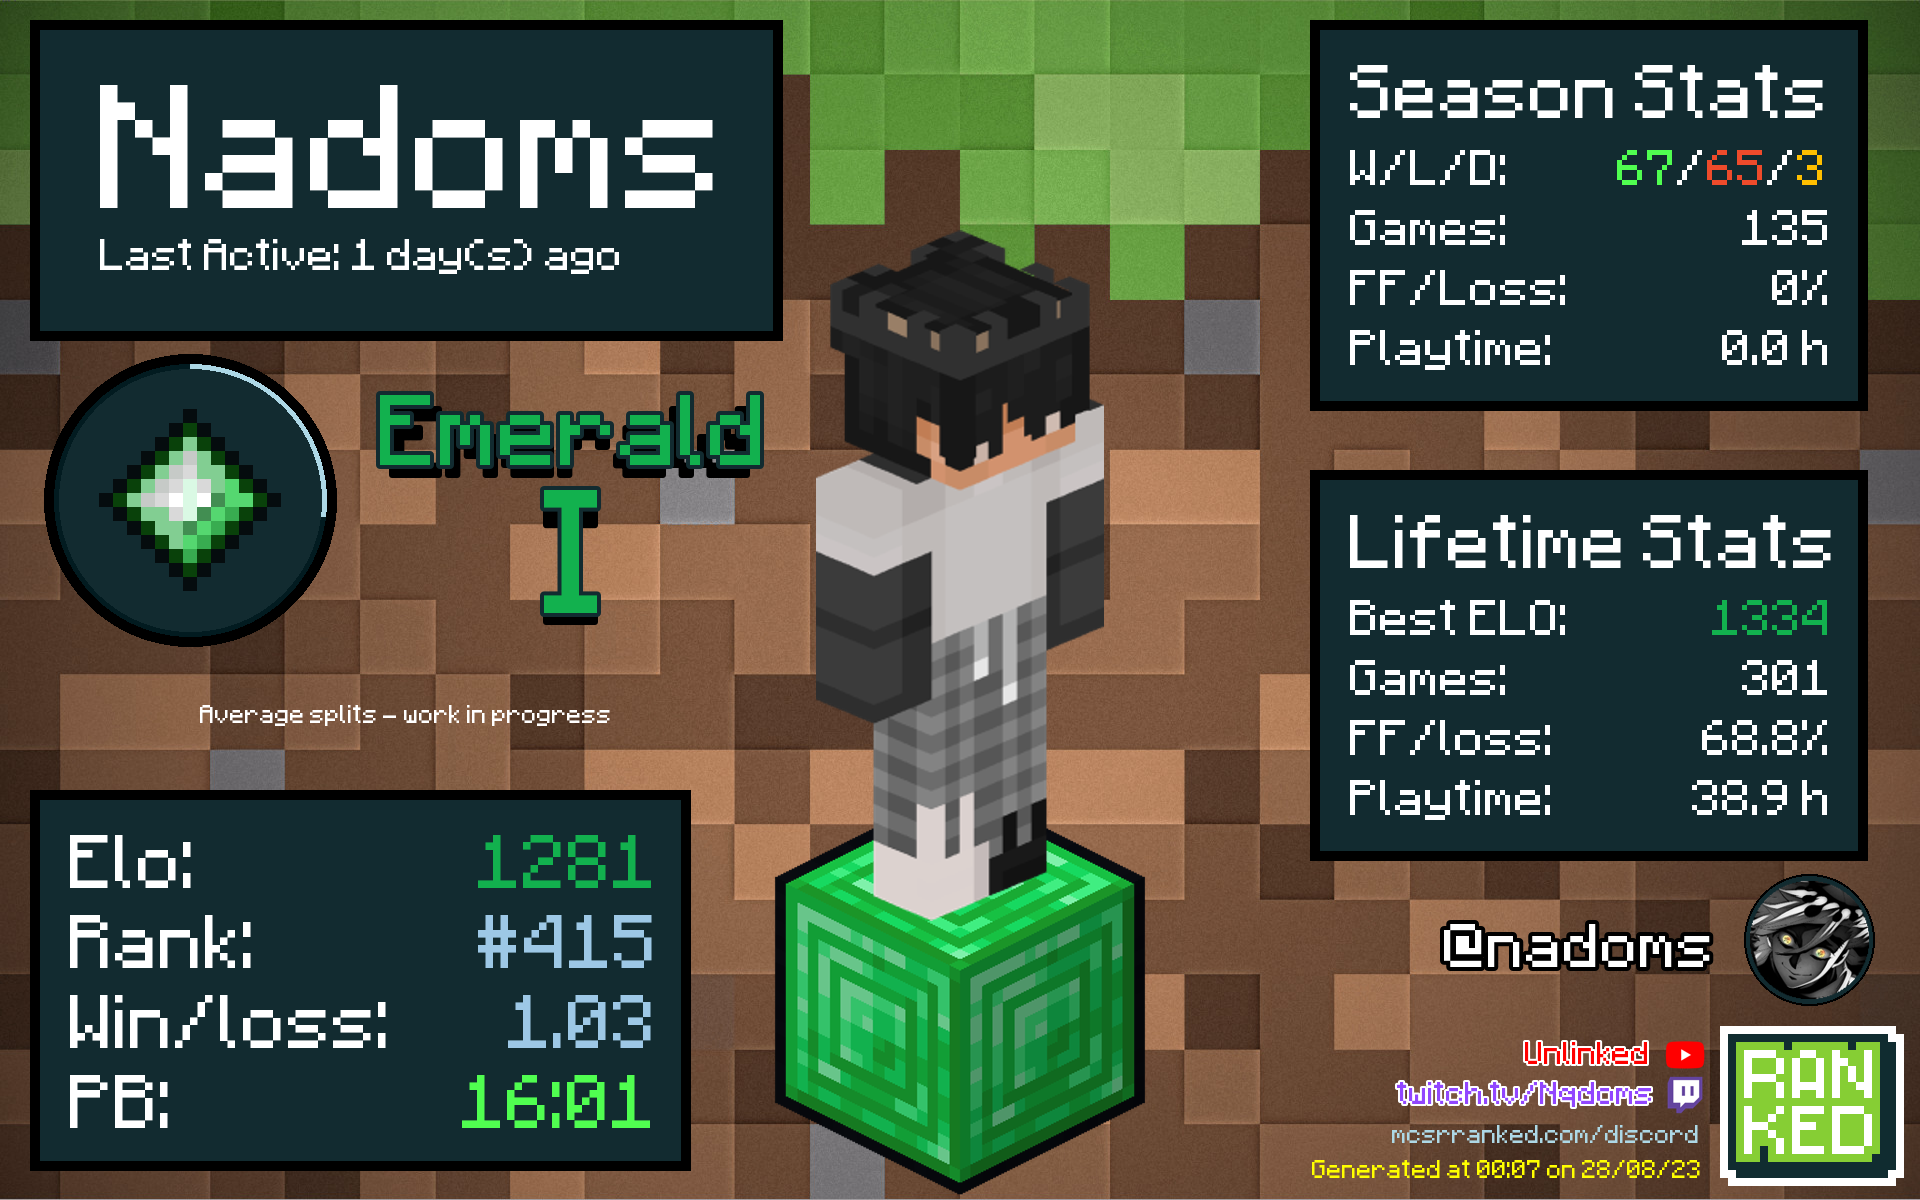 Nadoms
Last Active: 1 day(s) ago
Emerald
I
Average splits - work in progress
Elo: 1281
Rank: #415
Win/loss: 1.03
PB: 16:01
Season Stats
W/L/D: 67/65/3
Games: 135
FF/Loss: 0%
Playtime: 0.0 h
Lifetime Stats
Best ELO: 1334
Games: 301
FF/loss: 68.8%
Playtime: 38.9 h
@nadoms
Unlinked
twitch.tv/Nqdoms
mcsrranked.com/discord
Generated at 00:07 on 28/08/23
RAN
KED